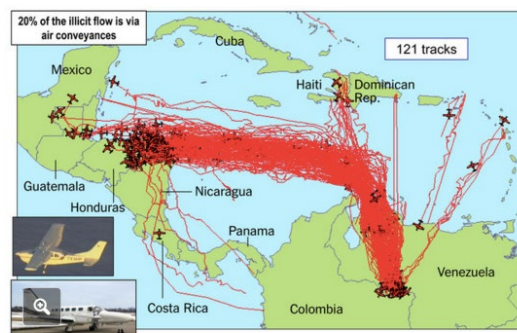 20% of the illicit flow is via
air conveyances
Cuba
121 tracks
Mexico
Haiti
Dominican
Rep.
Guatemala
Nicaragua
Honduras
Panama
Venezuela
Costa Rica
Colombia